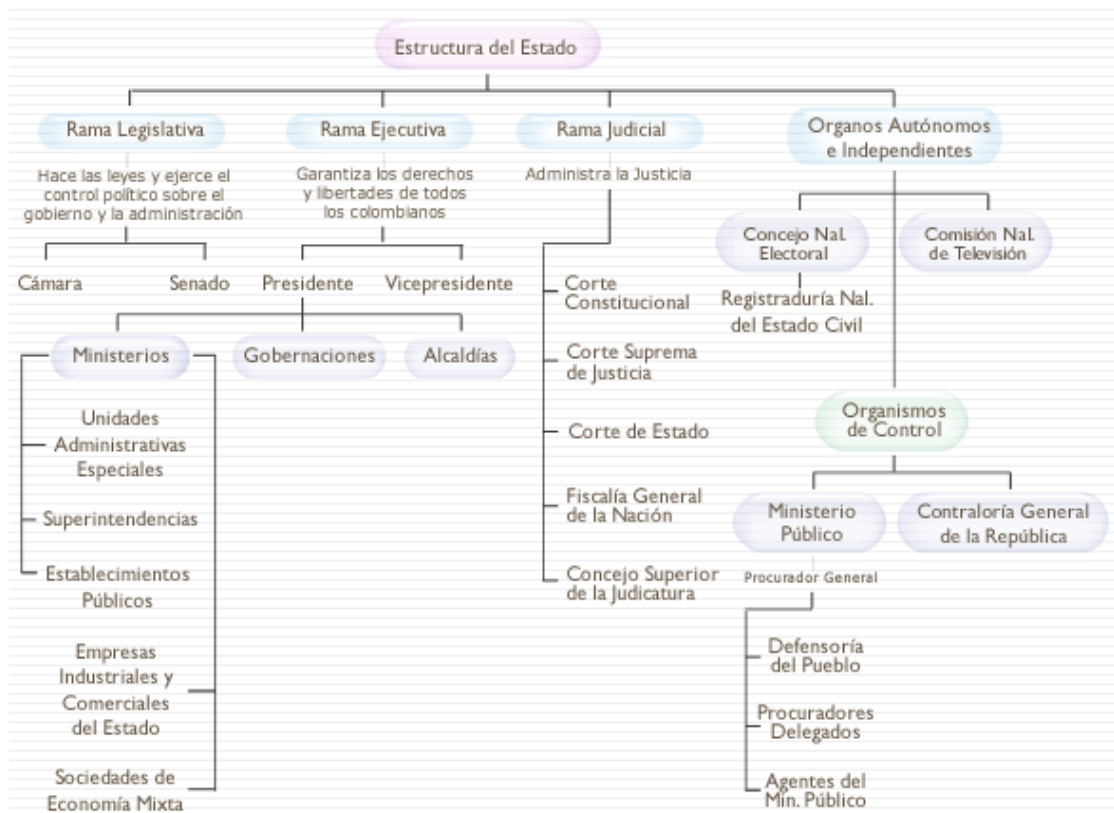 Estructura del Estado
Rama Legislativa
Hace las leyes y ejerce el
control político sobre el
gobierno y la administración
Cámara
Senado
Rama Ejecutiva
Garantiza los derechos
y libertades de todos
los colombianos
Presidente
Vicepresidente
Ministerios
Gobernaciones
Alcaldías
Unidades
Administrativas
Especiales
Superintendencias
Establecimientos
Públicos
Empresas
Industriales y
Comerciales
del Estado
Sociedades de
Economía Mixta
Rama Judicial
Administra la Justicia
Corte
Constitucional
Corte Suprema
de Justicia
Corte de Estado
Fiscalía General
de la Nación
Concejo Superior
de la Judicatura
Organos Autónomos
e Independientes
Concejo Nal.
Electoral
Registraduría Nal.
del Estado Civil
Comisión Nal.
de Televisión
Organismos
de Control
Ministerio
Público
Procurador General
Defensoría
del Pueblo
Procuradores
Delegados
Agentes del
Min. Público
Contraloría General
de la República